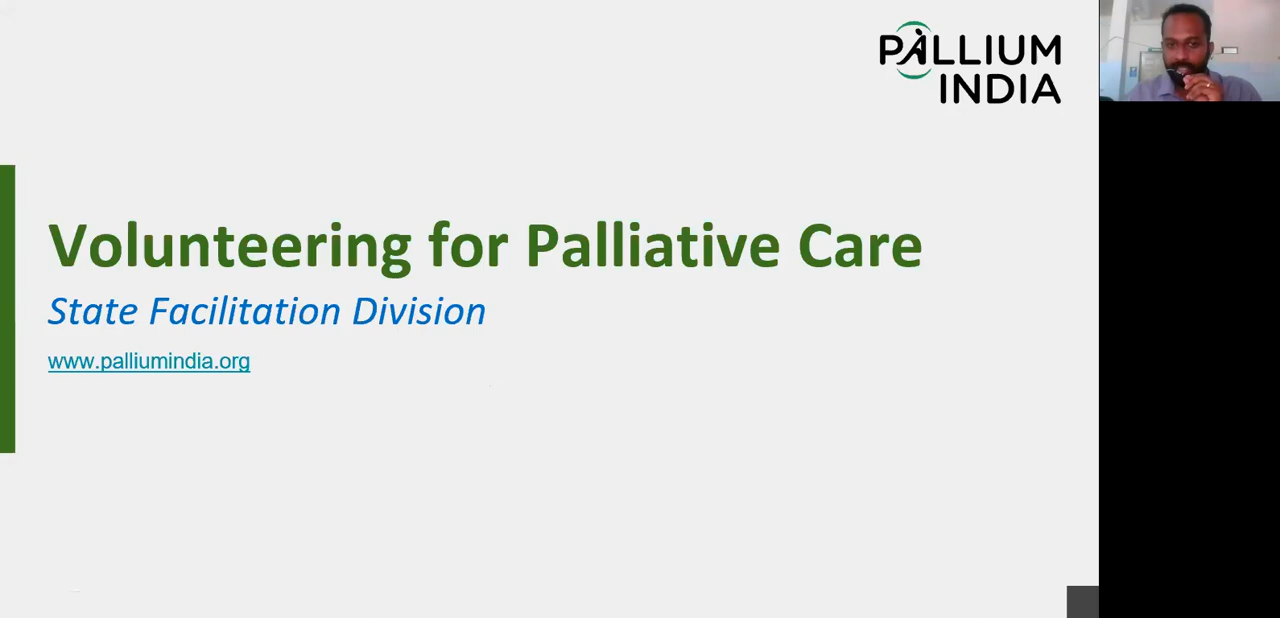 PALLIUM
INDIA
Volunteering for Palliative Care
State Facilitation Division
www.palliumindia.org